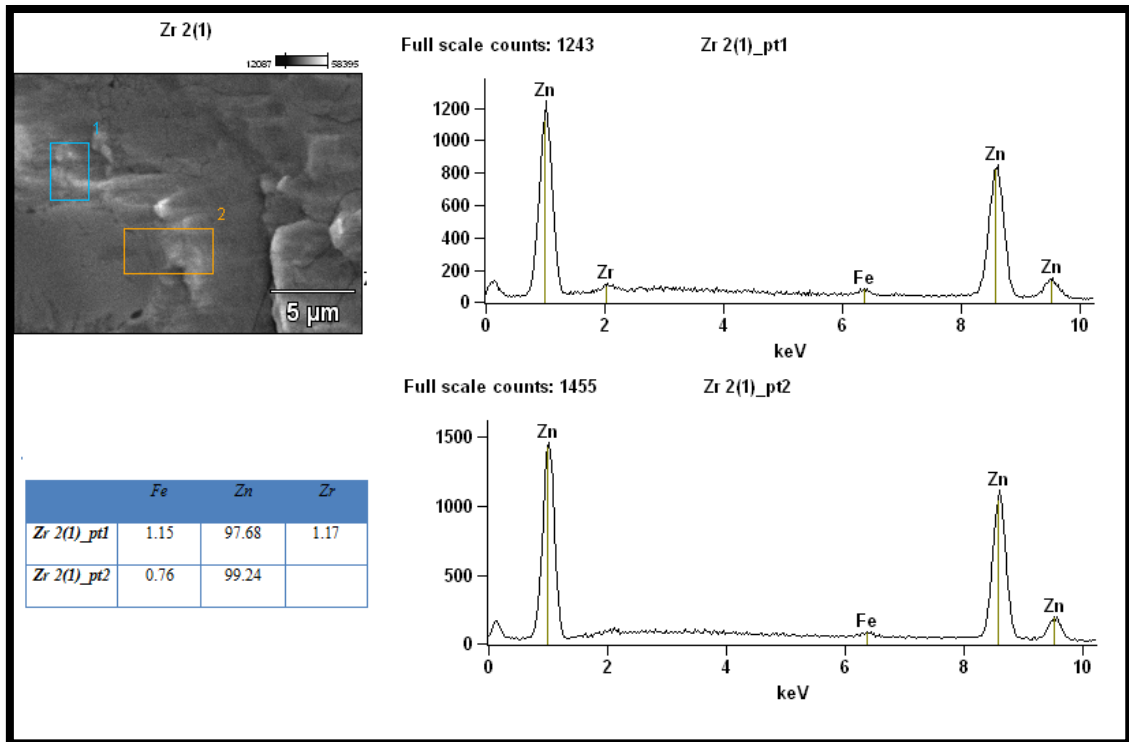 Zr 2(1)
12087 58395
1
2
5 µm
Full scale counts: 1243 Zr 2(1)_pt1
Zn
1200
1000
Zn
800
600
400
200 Zr Fe Zn
0
0 2 4 6 8 10
keV
Full scale counts: 1455 Zr 2(1)_pt2
Zn
1500
Zn
1000
500
Fe Zn
0
0 2 4 6 8 10
keV
Fe Zn Zr
Zr 2(1)_pt1 1.15 97.68 1.17
Zr 2(1)_pt2 0.76 99.24